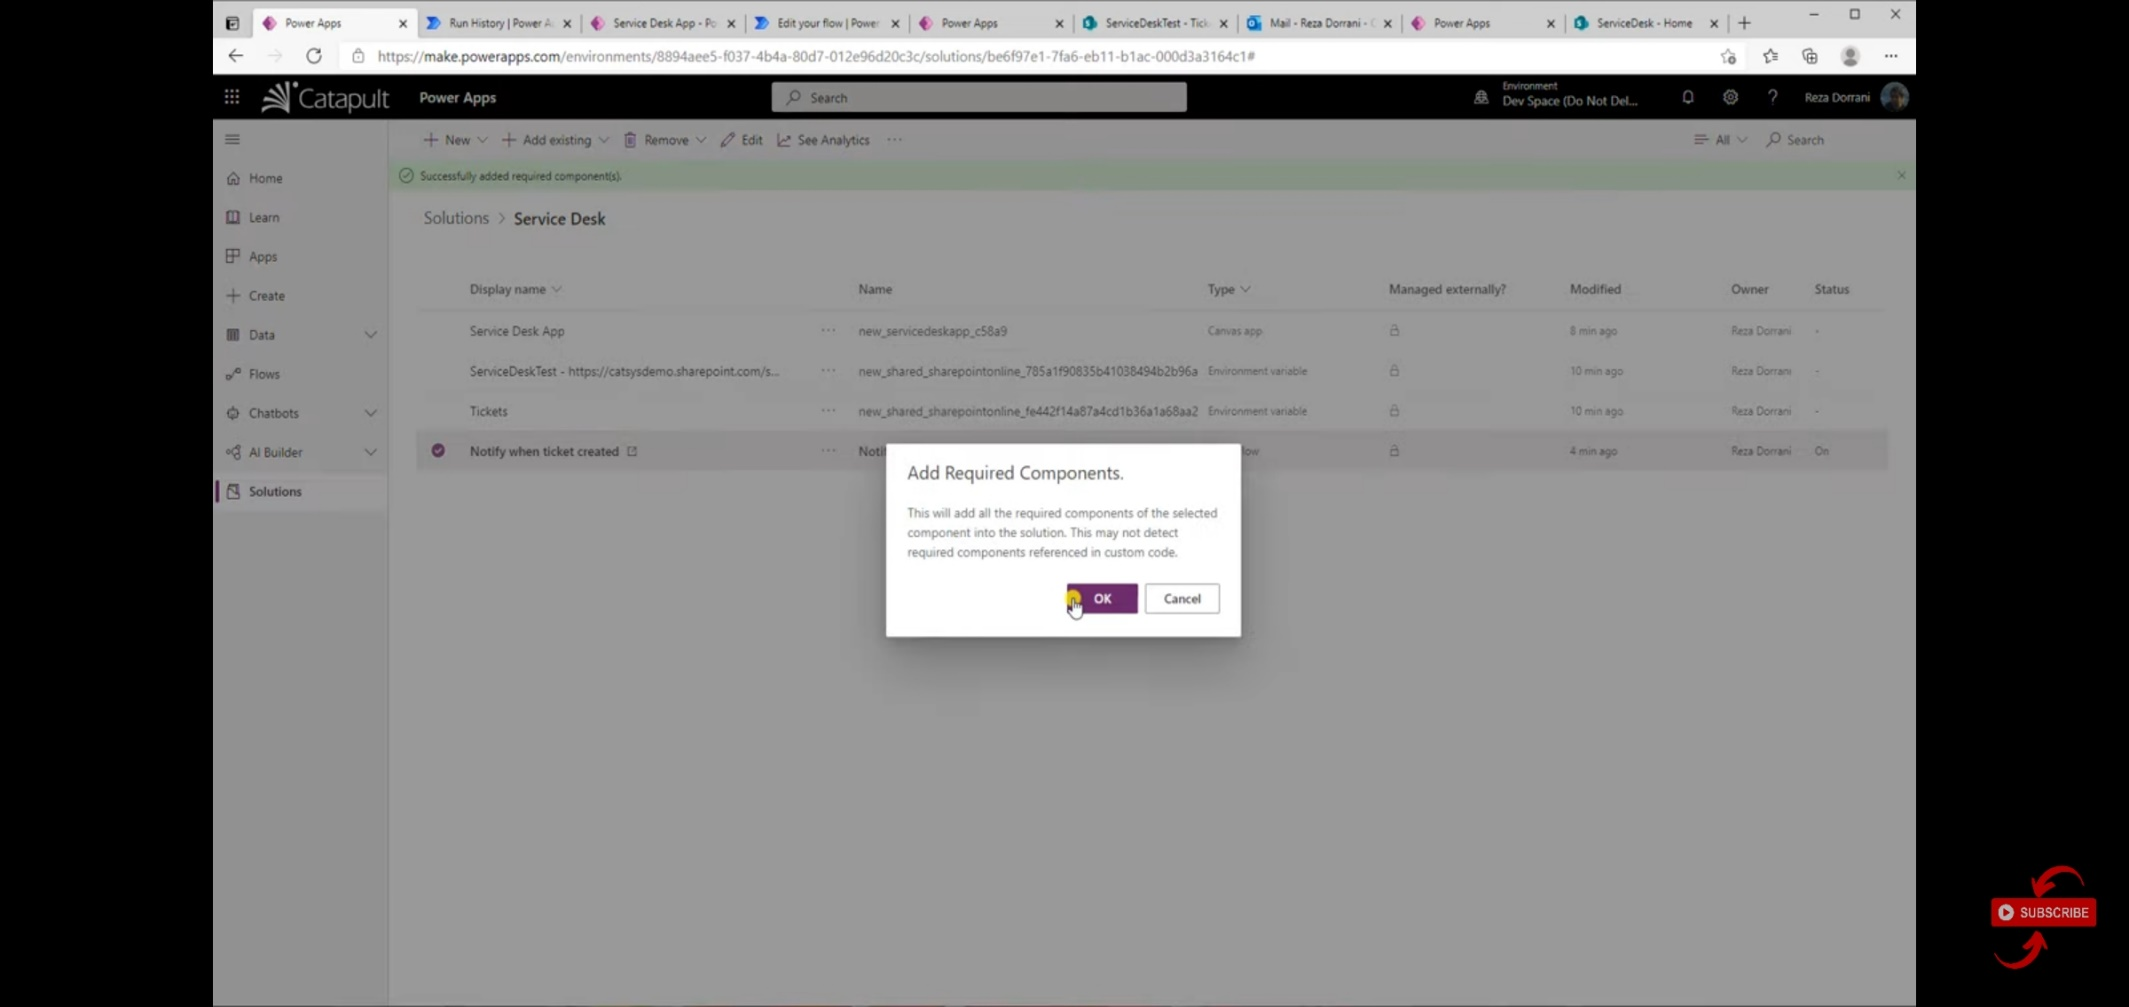 Power Apps
Run History | Power A
Service Desk App - Po
Edit your flow | Power
Power Apps
ServiceDeskTest - Tick
Mail - Reza Dorrani - C
Power Apps
ServiceDesk - Home
https://make.powerapps.com/environments/8894aee5-f037-4b4a-80d7-012e96d20c3c/solutions/be6f97e1-7fa6-eb11-b1ac-000d3a3164c1#
Catapult
Power Apps
Search
Environment
Dev Space (Do Not Del...
?
Reza Dorrani
New
Add existing
Remove
Edit
See Analytics
...
All
Search
Successfully added required component(s).
Home
Learn
Apps
Create
Data
Flows
Chatbots
AI Builder
Solutions
Solutions > Service Desk
Display name Name Type Managed externally? Modified Owner Status
Service Desk App ... new_servicedeskapp_c58a9 Canvas app 8 min ago Reza Dorrani -
ServiceDeskTest - https://catsysdemo.sharepoint.com/s... ... new_shared_sharepointonline_785a1f90835b41038494b2b96a Environment variable 10 min ago Reza Dorrani -
Tickets ... new_shared_sharepointonline_fe442f14a87a4cd1b36a1a68aa2 Environment variable 10 min ago Reza Dorrani -
Notify when ticket created ... Notif low 4 min ago Reza Dorrani On
Add Required Components.
This will add all the required components of the selected
component into the solution. This may not detect
required components referenced in custom code.
OK
Cancel
SUBSCRIBE